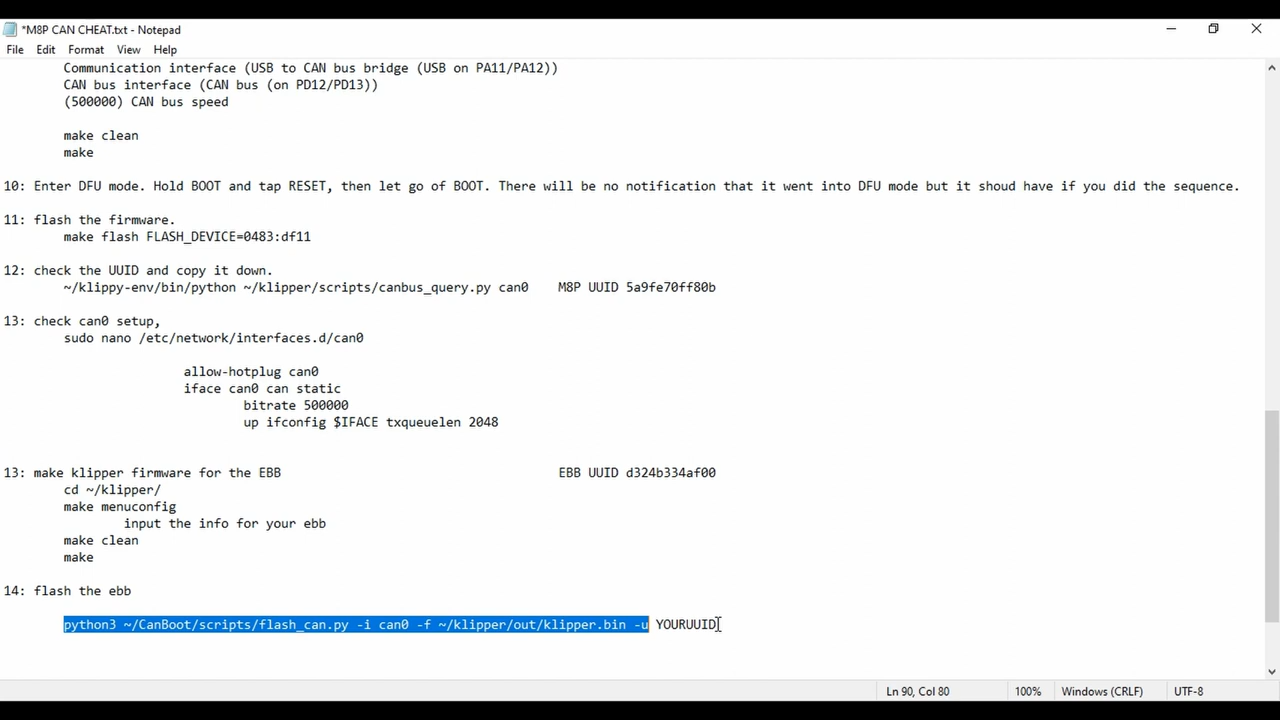 *M8P CAN CHEAT.txt - Notepad
File Edit Format View Help
Communication interface (USB to CAN bus bridge (USB on PA11/PA12))
CAN bus interface (CAN bus (on PD12/PD13))
(500000) CAN bus speed
make clean
make
10: Enter DFU mode. Hold BOOT and tap RESET, then let go of BOOT. There will be no notification that it went into DFU mode but it shoud have if you did the sequence.
11: flash the firmware.
make flash FLASH_DEVICE=0483:df11
12: check the UUID and copy it down.
~/klippy-env/bin/python ~/klipper/scripts/canbus_query.py can0 M8P UUID 5a9fe70ff80b
13: check can0 setup,
sudo nano /etc/network/interfaces.d/can0
allow-hotplug can0
iface can0 can static
bitrate 500000
up ifconfig $IFACE txqueuelen 2048
13: make klipper firmware for the EBB EBB UUID d324b334af00
cd ~/klipper/
make menuconfig
input the info for your ebb
make clean
make
14: flash the ebb
python3 ~/CanBoot/scripts/flash_can.py -i can0 -f ~/klipper/out/klipper.bin -u YOURUUID
Ln 90, Col 80 100% Windows (CRLF) UTF-8